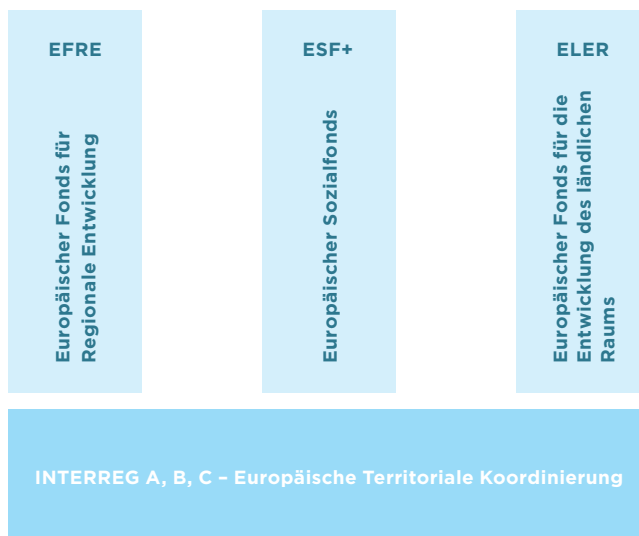 EFRE
Europäischer Fonds für
Regionale Entwicklung
ESF+
Europäischer Sozialfonds
ELER
Europäischer Fonds für die
Entwicklung des ländlichen
Raums
INTERREG A, B, C – Europäische Territoriale Koordinierung